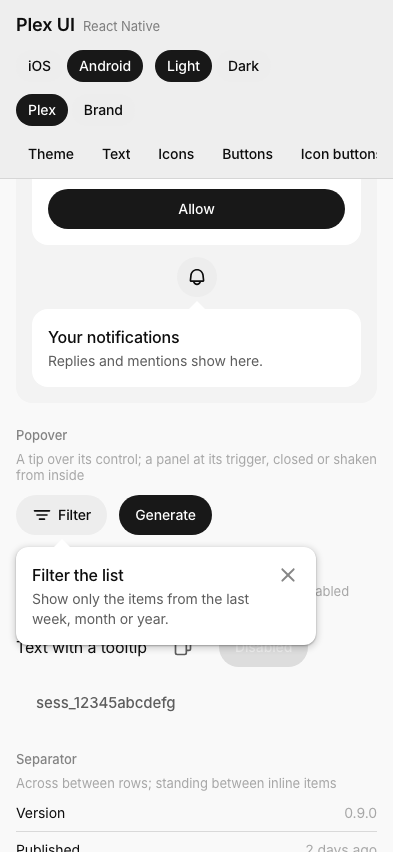 Plex UI React Native
iOS Android Light Dark
Plex Brand
Theme Text Icons Buttons Icon buttons
Allow
Your notifications
Replies and mentions show here.
Popover
A tip over its control; a panel at its trigger, closed or shaken
from inside
Filter Generate
Filter the list
Show only the items from the last
week, month or year.
abled
Text with a tooltip Disabled
sess_12345abcdefg
Separator
Across between rows; standing between inline items
Version 0.9.0
Published 2 days ago